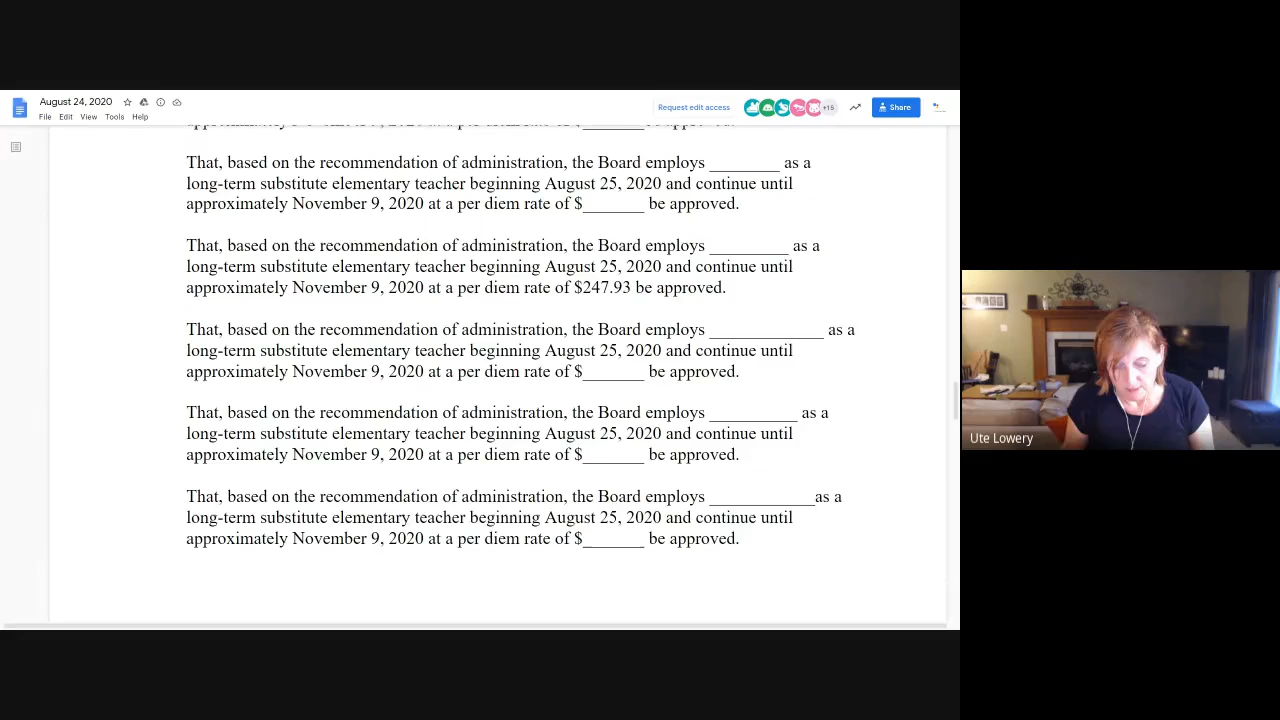 August 24, 2020
File Edit View Tools Help
Request edit access
+15
Share
2020 at a per diem rate of $________be approved.
That, based on the recommendation of administration, the Board employs ________ as a
long-term substitute elementary teacher beginning August 25, 2020 and continue until
approximately November 9, 2020 at a per diem rate of $_______ be approved.
That, based on the recommendation of administration, the Board employs _________ as a
long-term substitute elementary teacher beginning August 25, 2020 and continue until
approximately November 9, 2020 at a per diem rate of $247.93 be approved.
That, based on the recommendation of administration, the Board employs _____________ as a
long-term substitute elementary teacher beginning August 25, 2020 and continue until
approximately November 9, 2020 at a per diem rate of $_______ be approved.
That, based on the recommendation of administration, the Board employs __________ as a
long-term substitute elementary teacher beginning August 25, 2020 and continue until
approximately November 9, 2020 at a per diem rate of $_______ be approved.
That, based on the recommendation of administration, the Board employs ____________as a
long-term substitute elementary teacher beginning August 25, 2020 and continue until
approximately November 9, 2020 at a per diem rate of $_______ be approved.
Ute Lowery